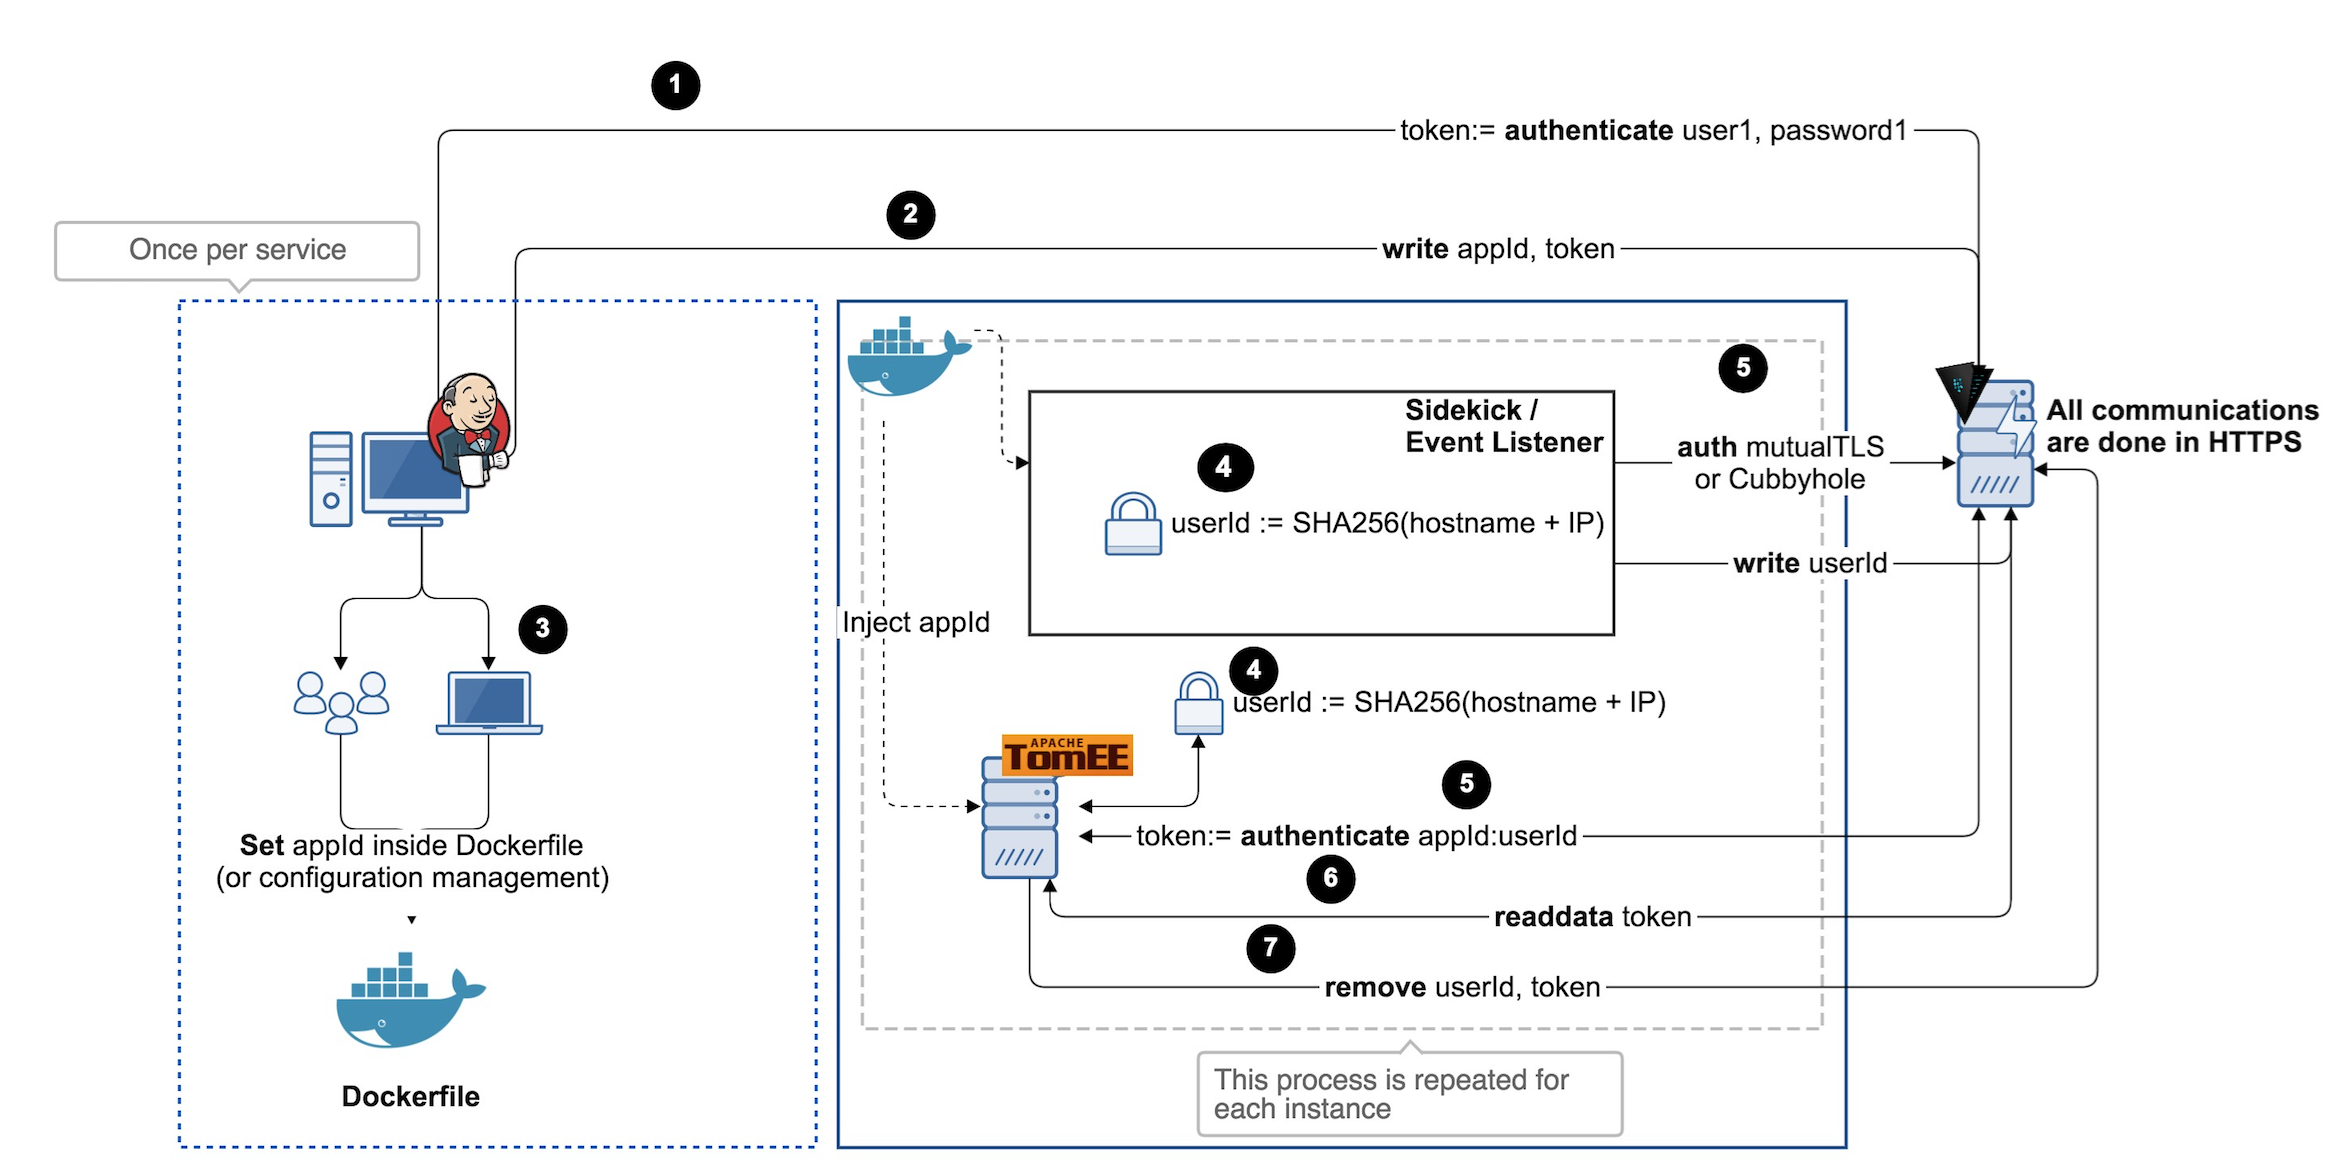 1
token:= authenticate user1, password1
2
write appId, token
Once per service
5
Sidekick /
Event Listener
4
userId := SHA256(hostname + IP)
auth mutualTLS
or Cubbyhole
All communications
are done in HTTPS
write userId
Inject appId
3
4
userId := SHA256(hostname + IP)
APACHE
TomEE
5
token:= authenticate appId:userId
Set appId inside Dockerfile
(or configuration management)
6
readdata token
7
remove userId, token
Dockerfile
This process is repeated for
each instance